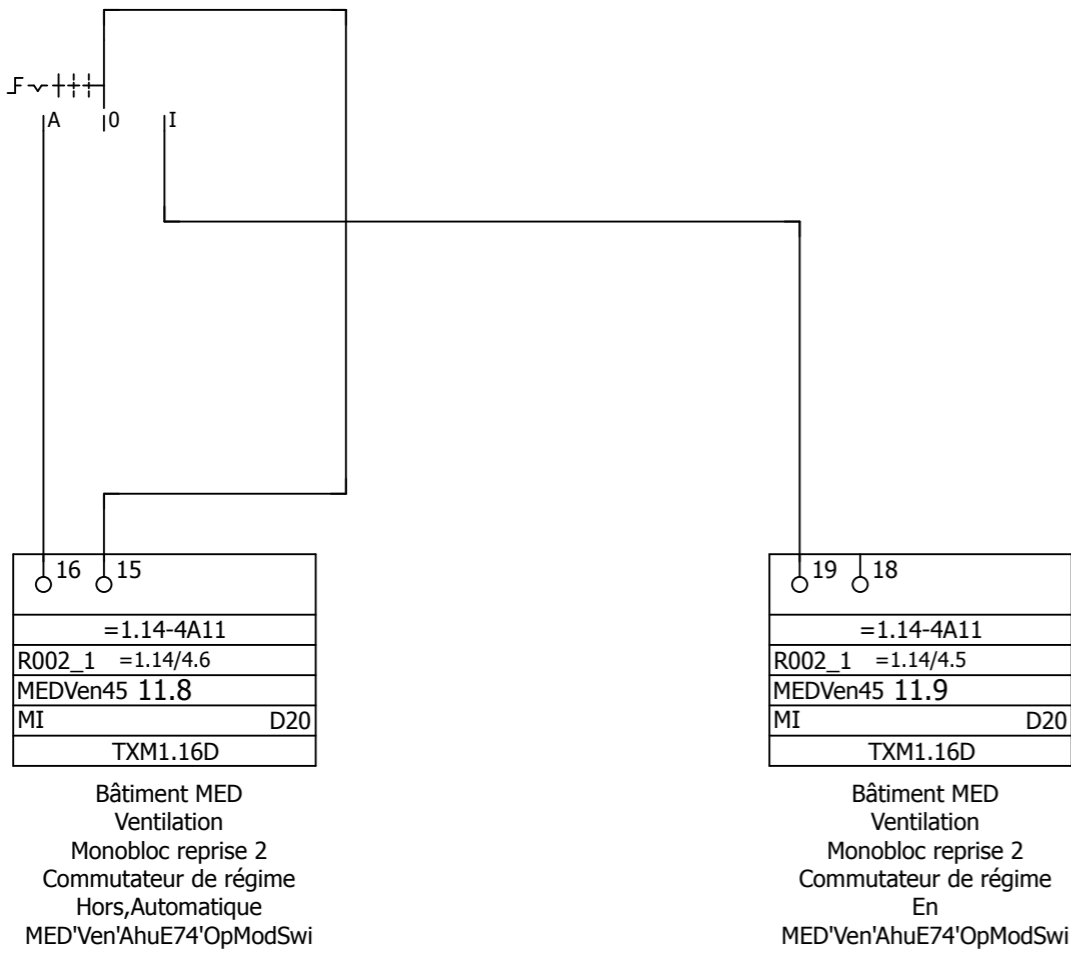 A 0 I
16 15
=1.14-4A11
R002_1 =1.14/4.6
MEDVen45 11.8
MI D20
TXM1.16D
Bâtiment MED
Ventilation
Monobloc reprise 2
Commutateur de régime
Hors,Automatique
MED'Ven'AhuE74'OpModSwi
19 18
=1.14-4A11
R002_1 =1.14/4.5
MEDVen45 11.9
MI D20
TXM1.16D
Bâtiment MED
Ventilation
Monobloc reprise 2
Commutateur de régime
En
MED'Ven'AhuE74'OpModSwi